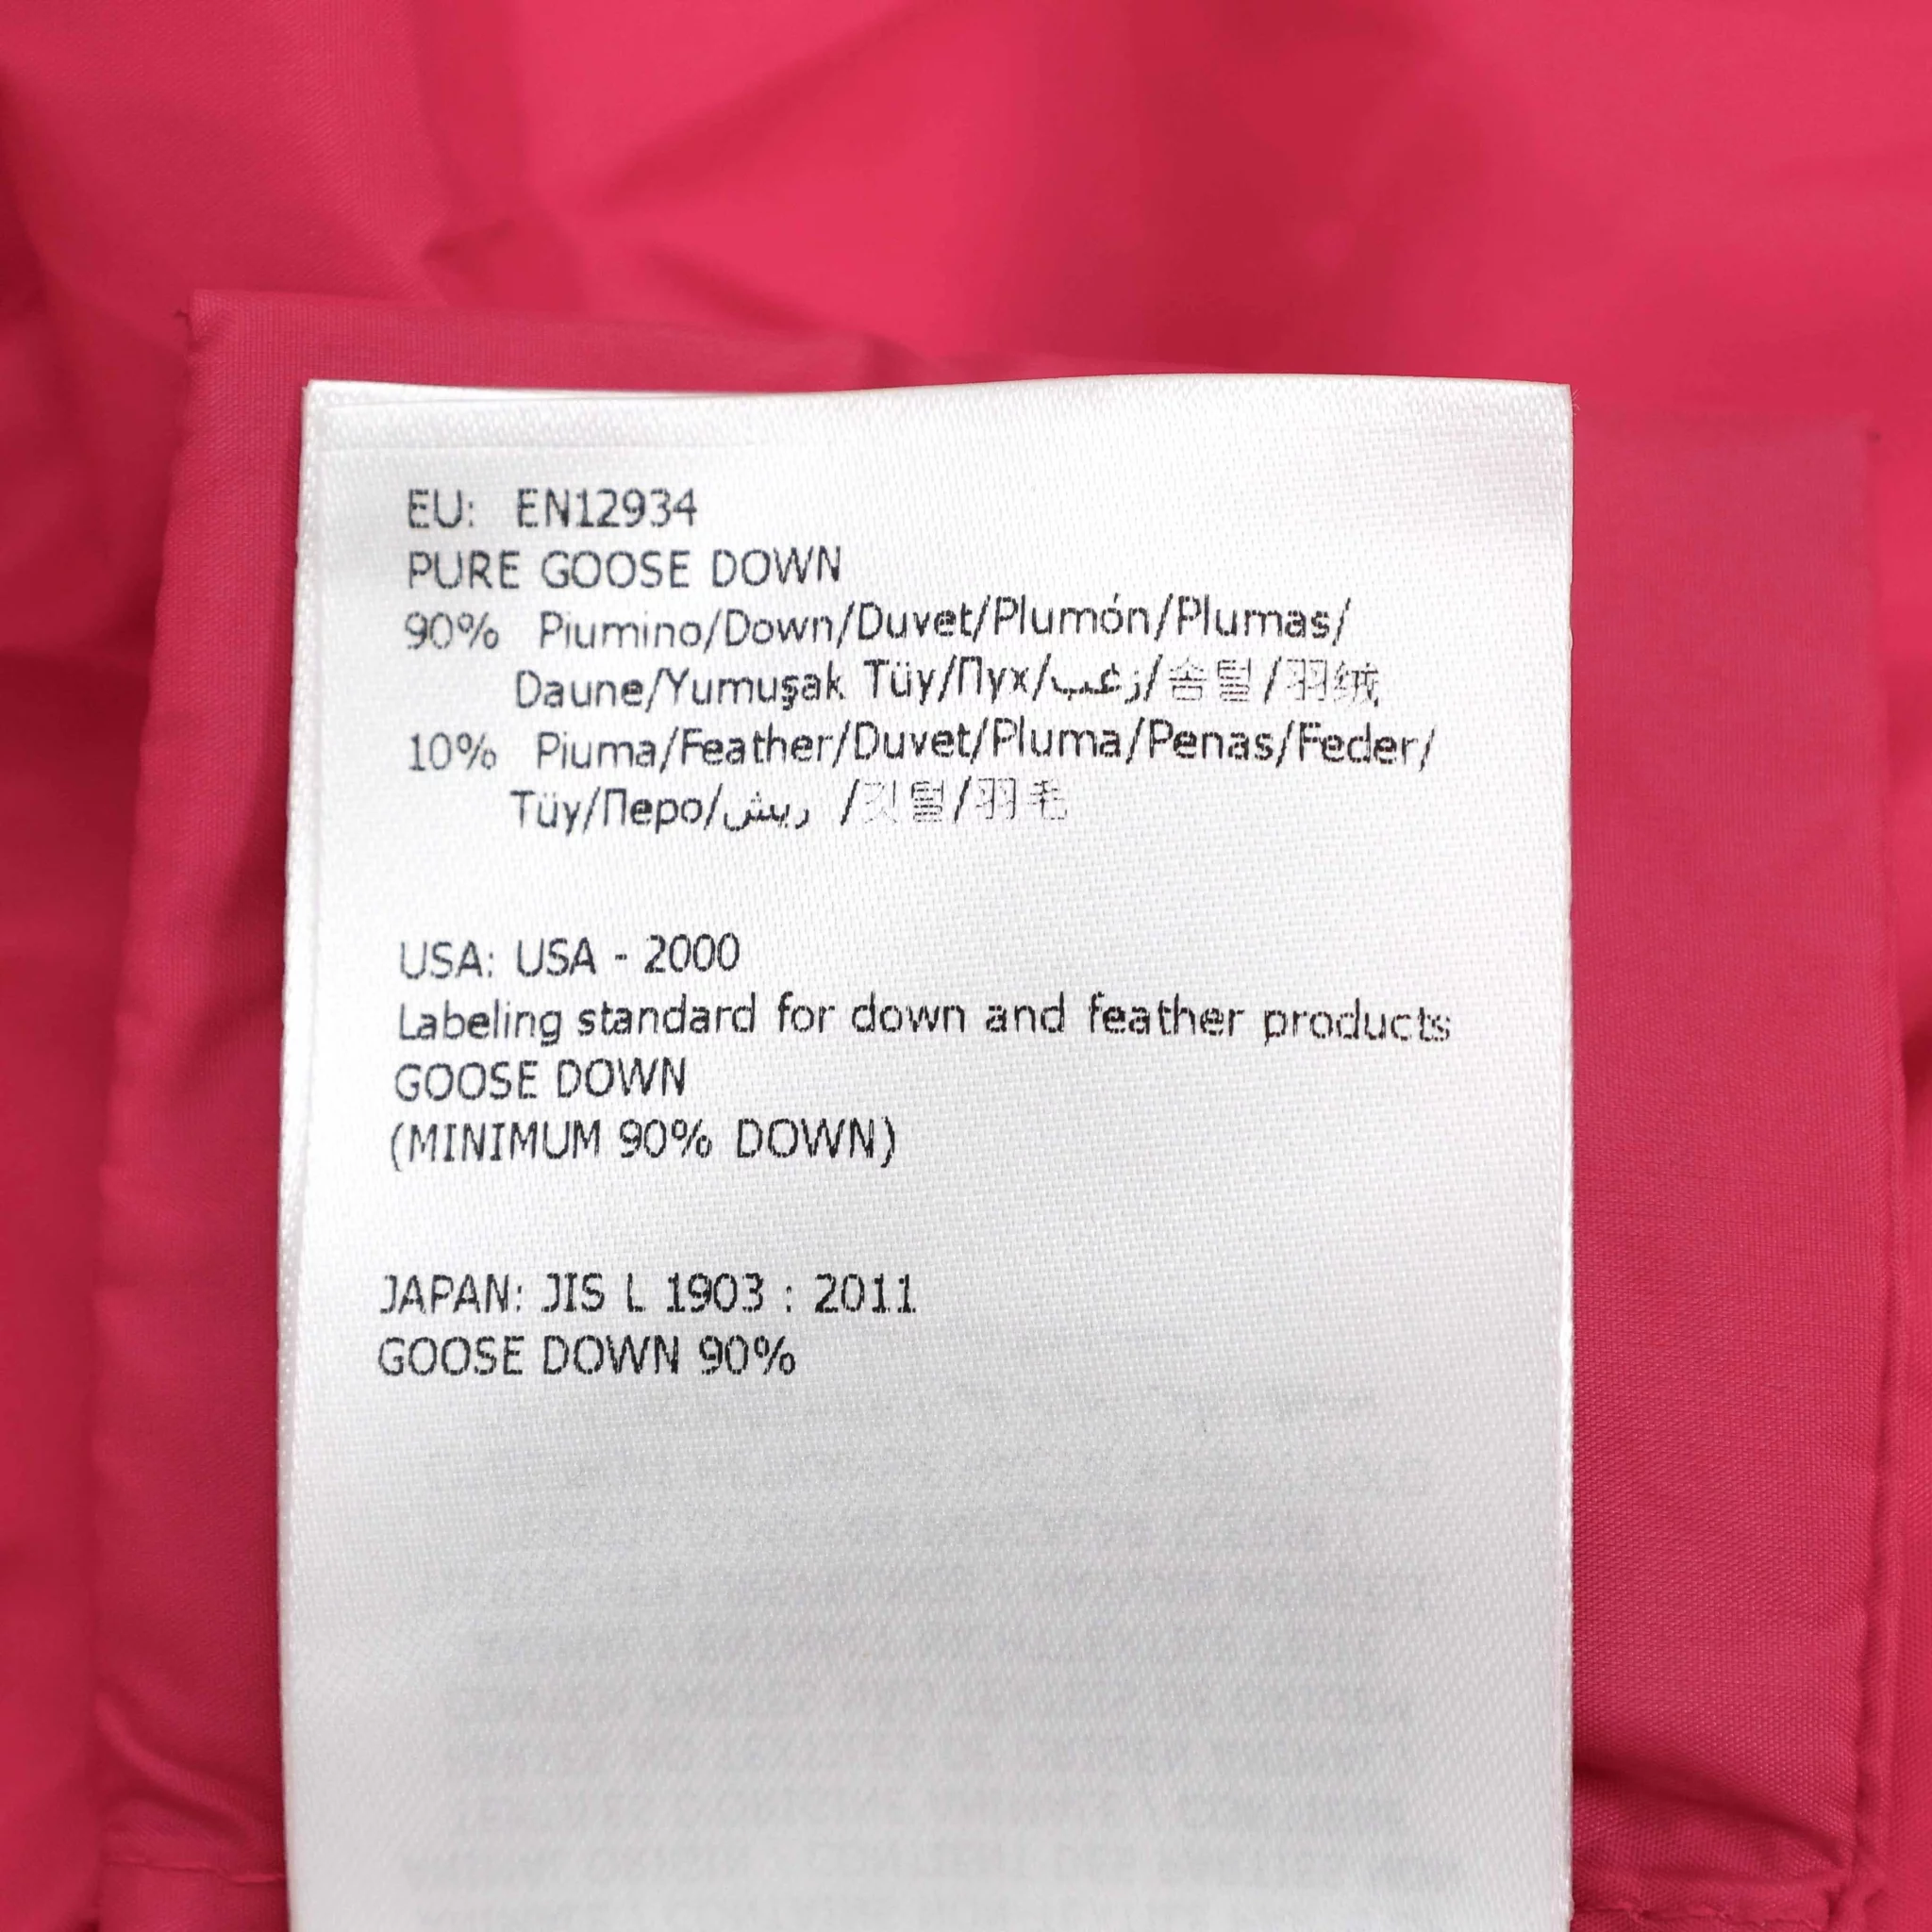 EU: EN12934
PURE GOOSE DOWN
90% Piumino/Down/Duvet/Plumón/Plumas/
Daune/Yumuşak Tüy/Пух/زغب/솜털/羽绒
10% Piuma/Feather/Duvet/Pluma/Penas/Feder/
Tüy/Перо/ريش /깃털/羽毛
USA: USA - 2000
Labeling standard for down and feather products
GOOSE DOWN
(MINIMUM 90% DOWN)
JAPAN: JIS L 1903 : 2011
GOOSE DOWN 90%